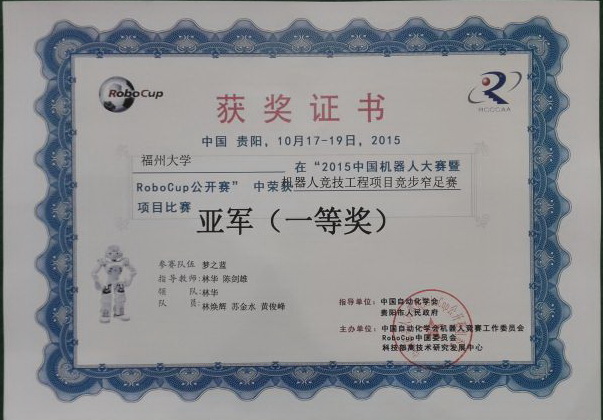 RoboCup
RCCCAA
获奖证书
中国 贵阳，10月17-19日，2015
福州大学 在“2015中国机器人大赛暨
RoboCup公开赛” 中荣获机器人竞技工程项目竞步窄足赛
项目比赛
亚军（一等奖）
参赛队伍 梦之蓝
指导教师：林华 陈剑雄
领 队：林华
队 员：林焕辉 苏金水 黄俊峰
指导单位：中国自动化学会
贵阳市人民政府
主办单位：中国自动化学会机器人竞赛工作委员会
RoboCup中国委员会
科技部高技术研究发展中心